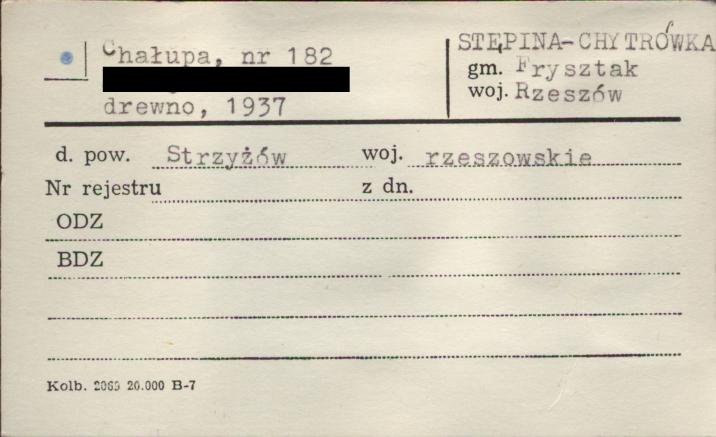 Chałupa, nr 182
drewno, 1937
STĘPINA-CHYTRÓWKA
gm. Frysztak
woj. Rzeszów
d. pow. Strzyżów woj. rzeszowskie
Nr rejestru z dn.
ODZ
BDZ
Kolb. 2060 20.000 B-7